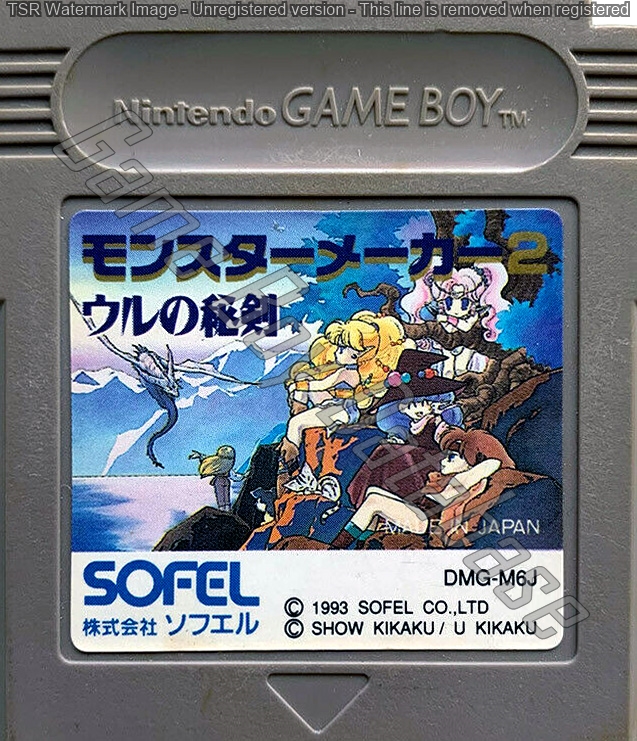 TSR Watermark Image - Unregistered version - This line is removed when registered
Nintendo GAME BOY TM
モンスターメーカー2
ウルの秘剣
MADE IN JAPAN
SOFEL
株式会社 ソフエル
DMG-M6J
© 1993 SOFEL CO.,LTD
© SHOW KIKAKU / U KIKAKU